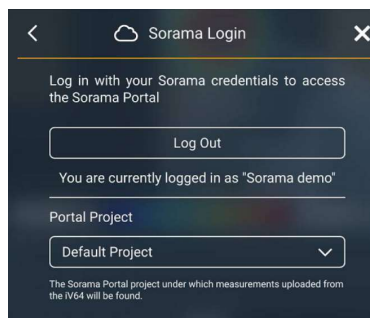 Sorama Login
Log in with your Sorama credentials to access
the Sorama Portal
Log Out
You are currently logged in as "Sorama demo"
Portal Project
Default Project
The Sorama Portal project under which measurements uploaded from
the iV64 will be found.